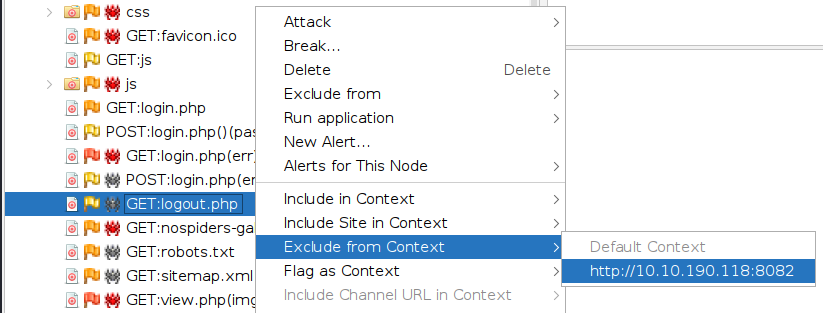 css
GET:favicon.ico
GET:js
js
GET:login.php
POST:login.php()(pas
GET:login.php(err)
POST:login.php(er
GET:logout.php
GET:nospiders-ga
GET:robots.txt
GET:sitemap.xml
GET:view.php(img
Attack
Break...
Delete Delete
Exclude from
Run application
New Alert...
Alerts for This Node
Include in Context
Include Site in Context
Exclude from Context
Flag as Context
Include Channel URL in Context
Default Context
http://10.10.190.118:8082